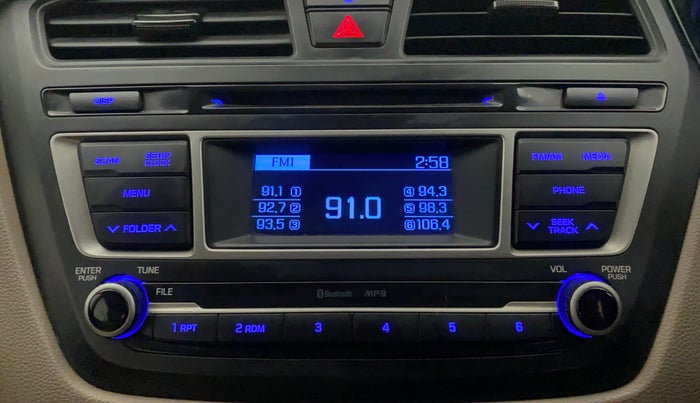 DISP
SCAN SETUP CLOCK
MENU
FOLDER
FM1 2:58
91.1 1
92.7 2
93.5 3
91.0
4 94.3
5 98.3
6 106.4
FM/AM MEDIA
PHONE
SEEK TRACK
ENTER PUSH
TUNE
FILE
Bluetooth MP3
VOL
POWER PUSH
1 RPT 2 RDM 3 4 5 6